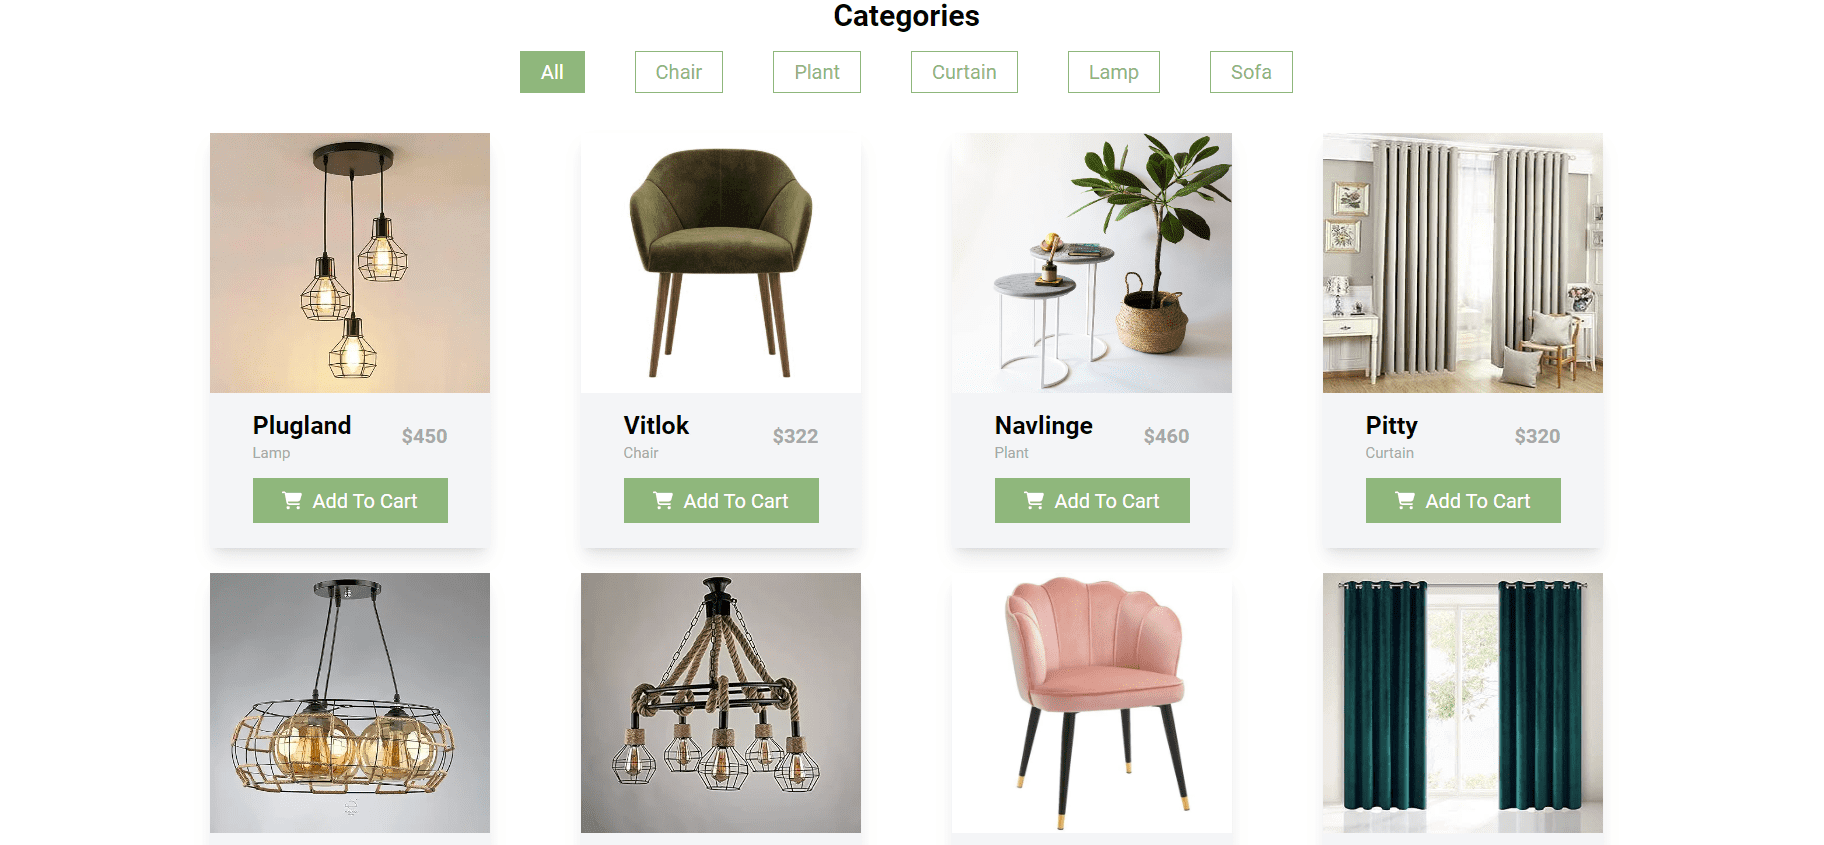 Categories
All Chair Plant Curtain Lamp Sofa
Plugland $450
Lamp
Add To Cart
Vitlok $322
Chair
Add To Cart
Navlinge $460
Plant
Add To Cart
Pitty $320
Curtain
Add To Cart